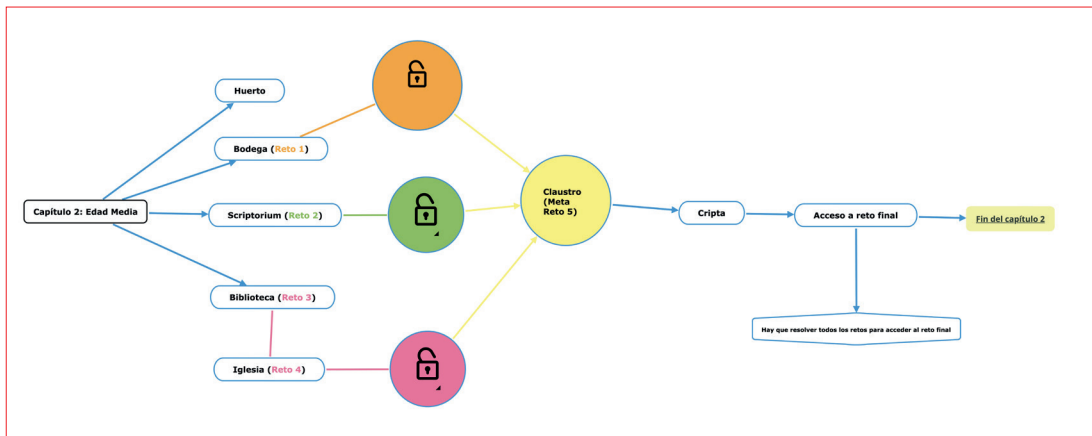 Huerto
Bodega (Reto 1)
Capítulo 2: Edad Media
Scriptorium (Reto 2)
Biblioteca (Reto 3)
Iglesia (Reto 4)
Claustro
(Meta
Reto 5)
Cripta
Acceso a reto final
Fin del capítulo 2
Hay que resolver todos los retos para acceder al reto final